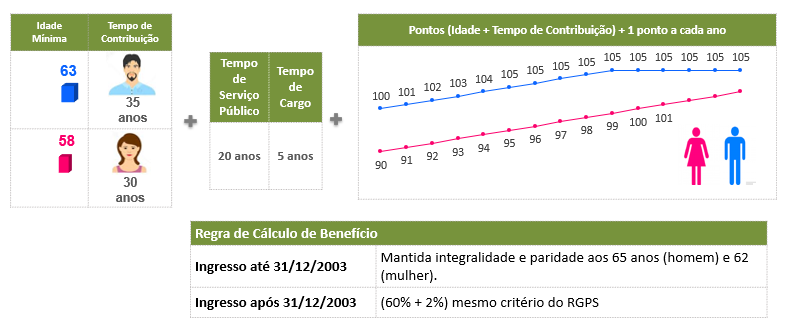 Idade
Mínima
Tempo de
Contribuição
63
35
anos
58
30
anos
+
Tempo
de
Serviço
Público
Tempo
de
Cargo
20 anos
5 anos
+
Pontos (Idade + Tempo de Contribuição) + 1 ponto a cada ano
100 101 102 103 104 105 105 105 105 105 105 105 105 105 105
90 91 92 93 94 95 96 97 98 99 100 101
Regra de Cálculo de Benefício
Ingresso até 31/12/2003
Mantida integralidade e paridade aos 65 anos (homem) e 62
(mulher).
Ingresso após 31/12/2003
(60% + 2%) mesmo critério do RGPS